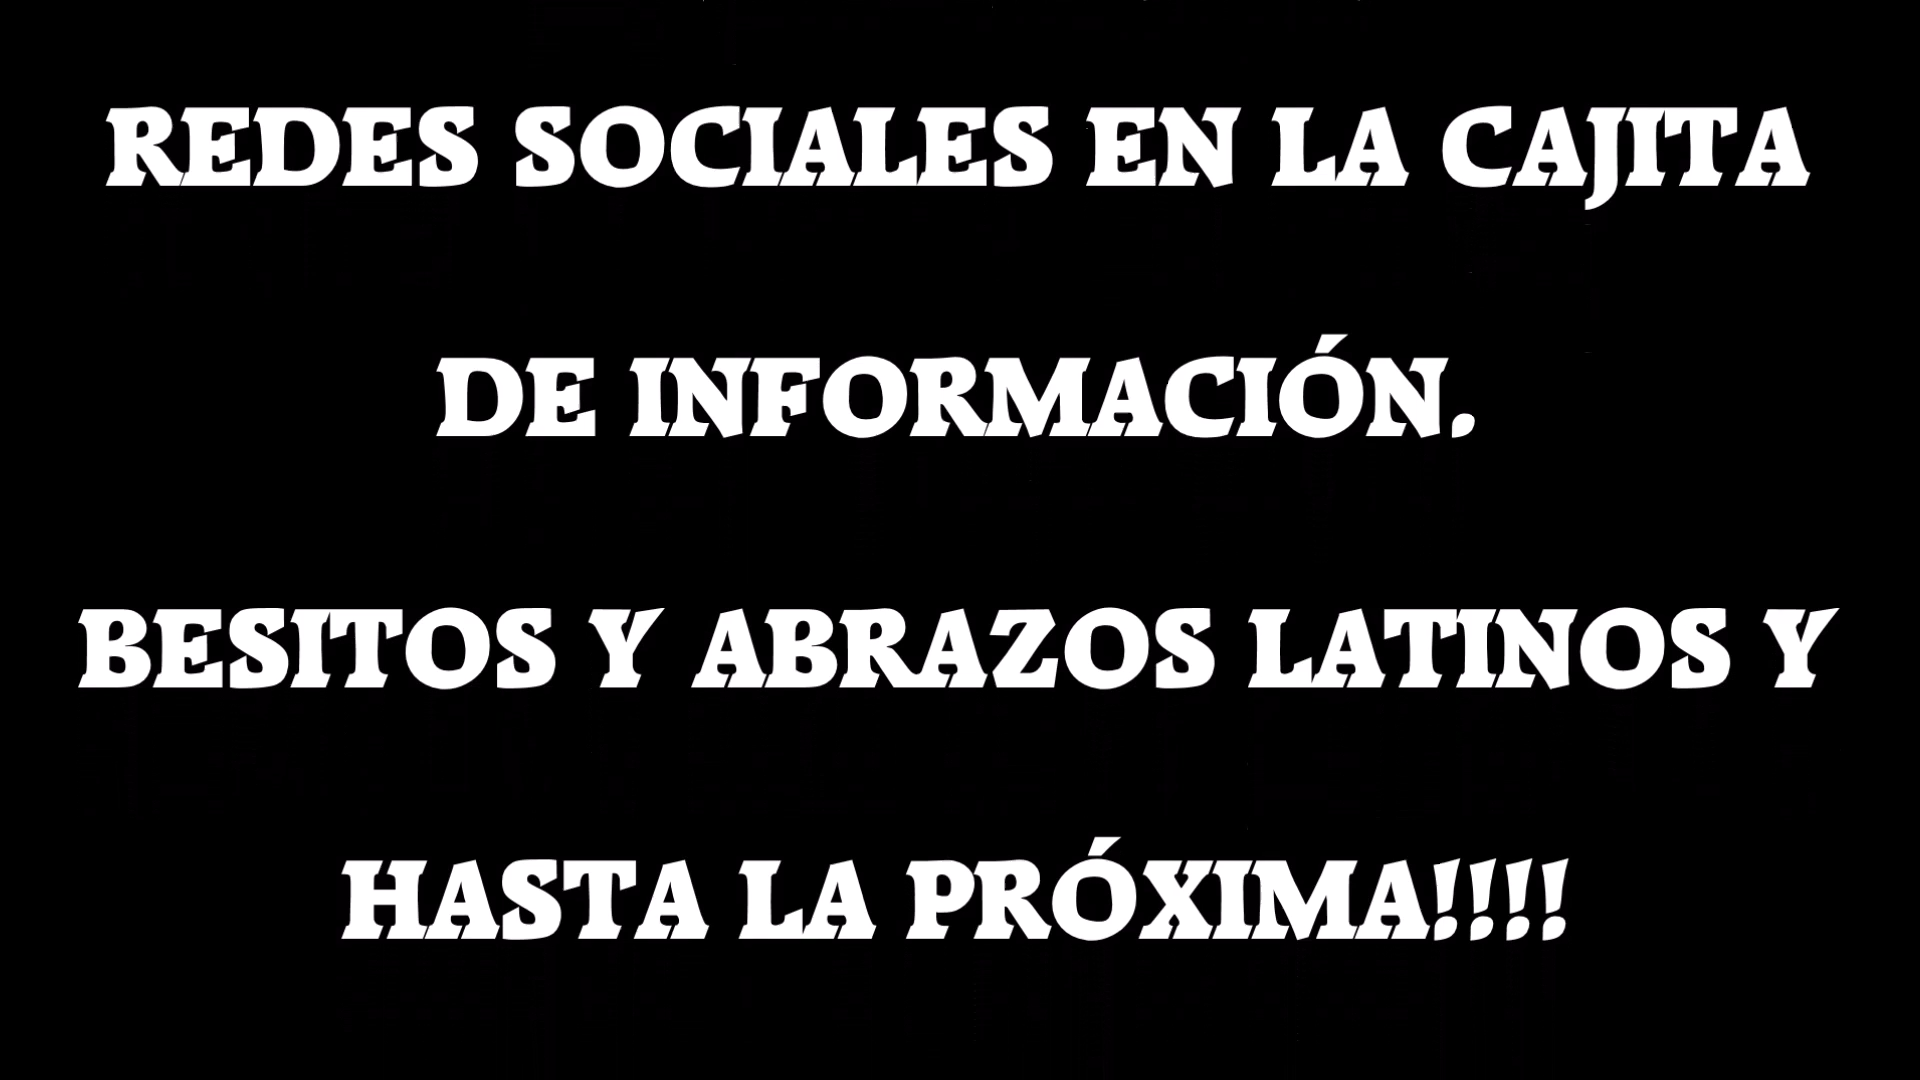 REDES SOCIALES EN LA CAJITA
DE INFORMACIÓN.
BESITOS Y ABRAZOS LATINOS Y
HASTA LA PRÓXIMA!!!!